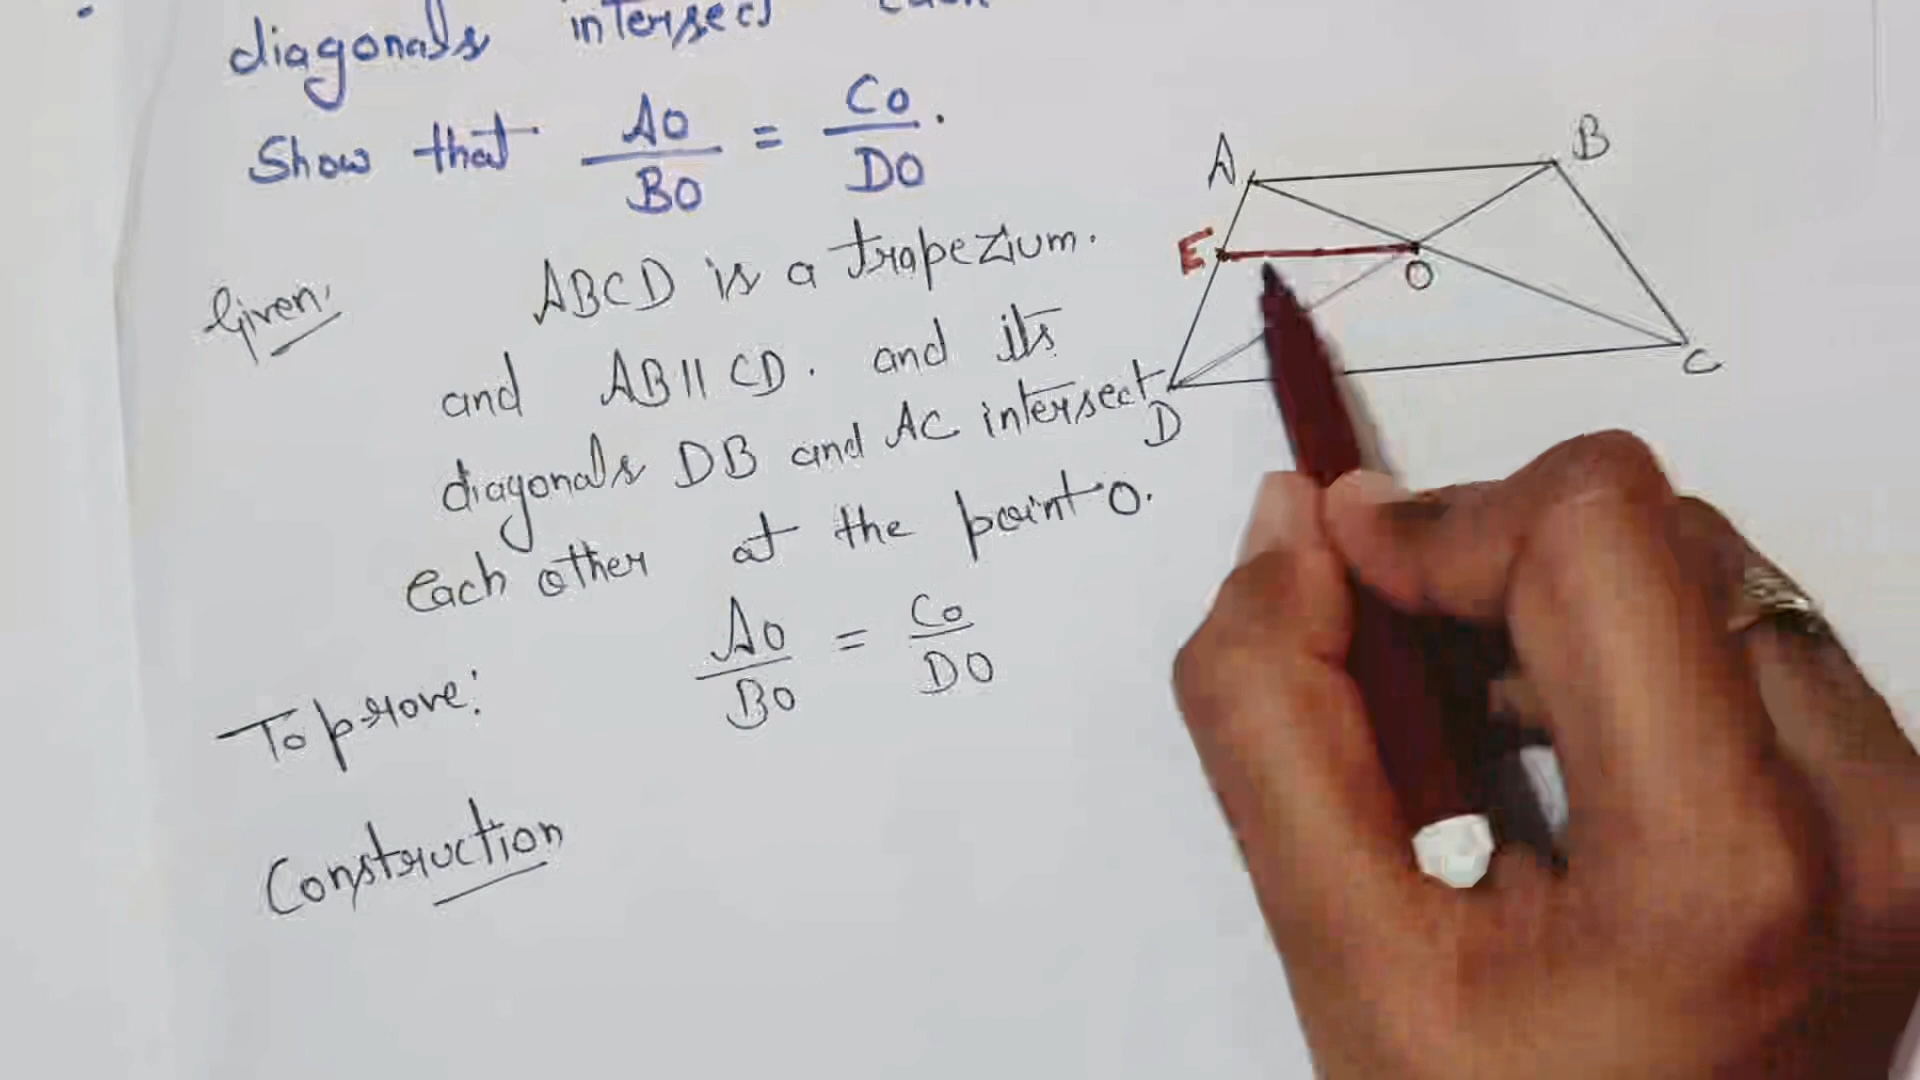 diagonals intersect each
Show that AO/BO = CO/DO.
Given: ABCD is a trapezium.
and AB || CD. and its
diagonals DB and AC intersect
each other at the point O.
To prove: AO/BO = CO/DO
Construction
A
B
E
O
C
D